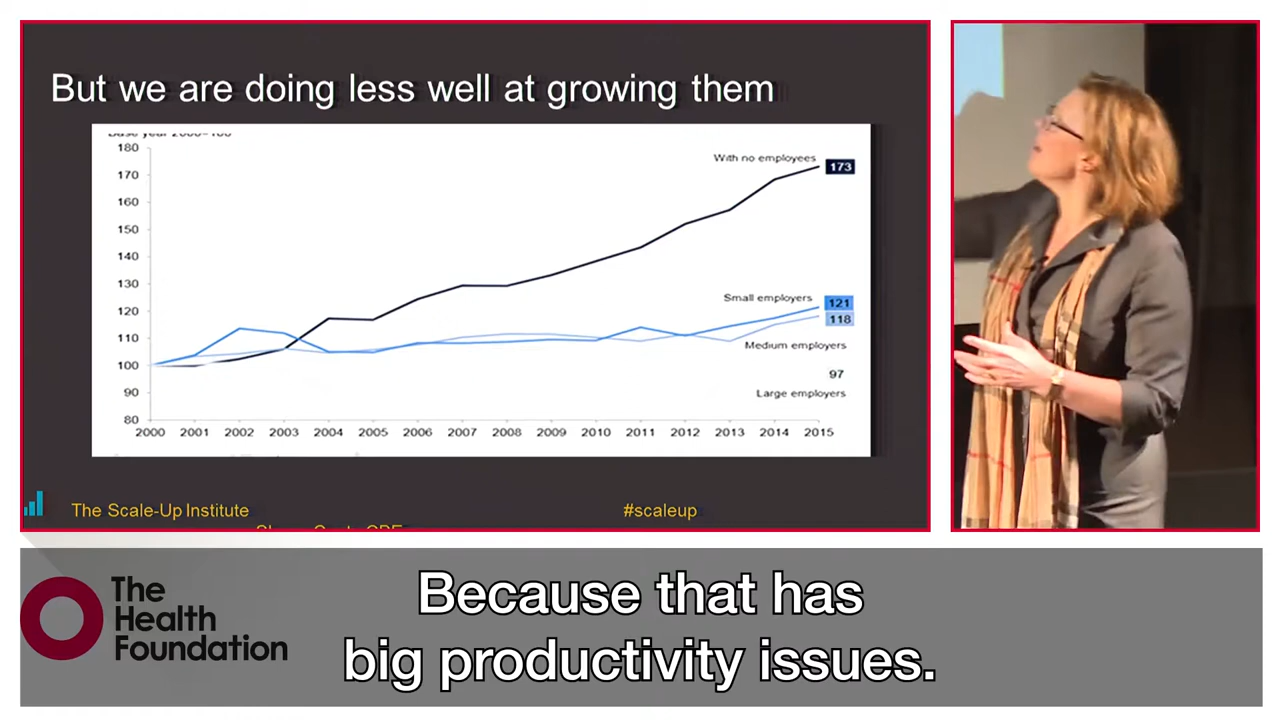 But we are doing less well at growing them
Base year 2000=100
180
170
160
150
140
130
120
110
100
90
80
2000 2001 2002 2003 2004 2005 2006 2007 2008 2009 2010 2011 2012 2013 2014 2015
With no employees
173
Small employers
121
118
Medium employers
97
Large employers
The Scale-Up Institute
#scaleup
The
Health
Foundation
Because that has
big productivity issues.